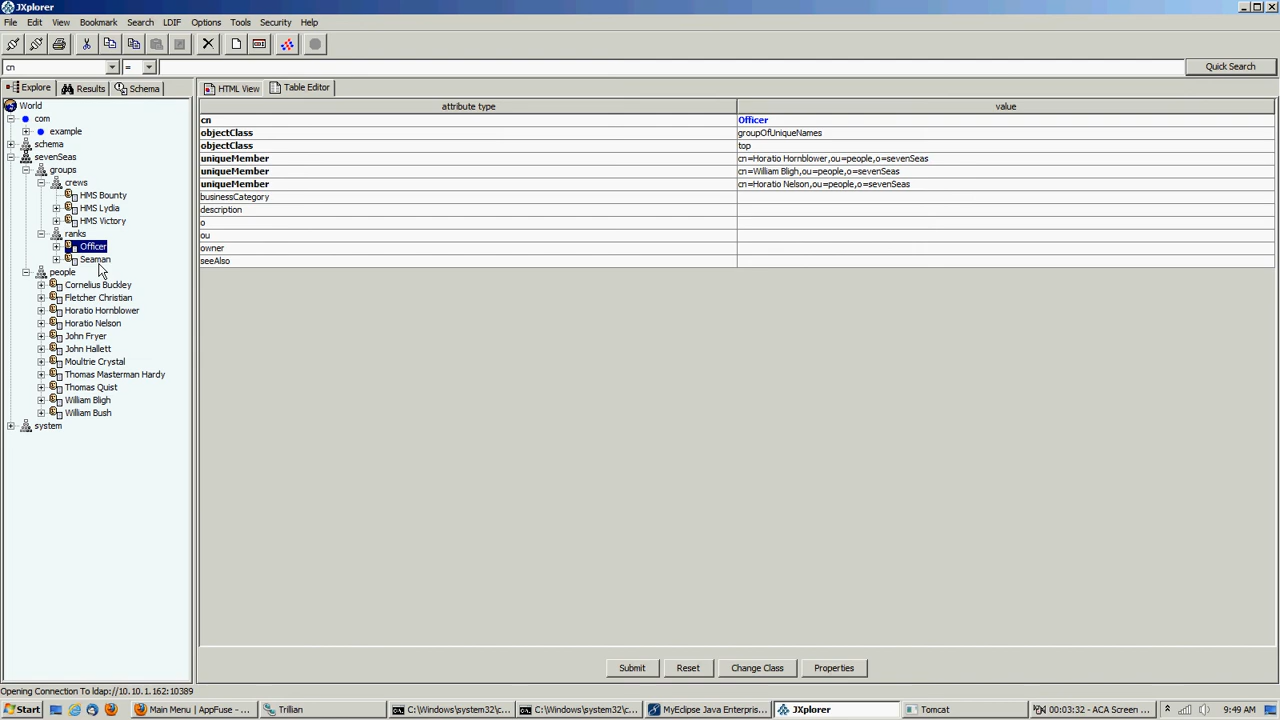 JXplorer
File Edit View Bookmark Search Options Tools Security Help
cn = Quick Search
Explore Results Schema HTML View Table Editor
World
com
example
schema
sevenSeas
groups
crews
HMS Bounty
HMS Lydia
HMS Victory
ranks
Officer
Seaman
people
Cornelius Buckley
Fletcher Christian
Horatio Hornblower
Horatio Nelson
John Fryer
John Hallett
Moultrie Crystal
Thomas Masterman Hardy
Thomas Quist
William Bligh
William Bush
system
attribute type value
cn Officer
objectClass groupOfUniqueNames
objectClass top
uniqueMember cn=Horatio Hornblower,ou=people,o=sevenSeas
uniqueMember cn=William Bligh,ou=people,o=sevenSeas
uniqueMember cn=Horatio Nelson,ou=people,o=sevenSeas
businessCategory
description
o
ou
owner
seeAlso
Submit Reset Change Class Properties
Opening Connection To ldap://10.10.1.162:10389
Start Main Menu | AppFuse - ... Trillian C:\Windows\system32\c... C:\Windows\system32\c... MyEclipse Java Enterpris... JXplorer Tomcat 00:03:32 - ACA Screen ... 9:49 AM